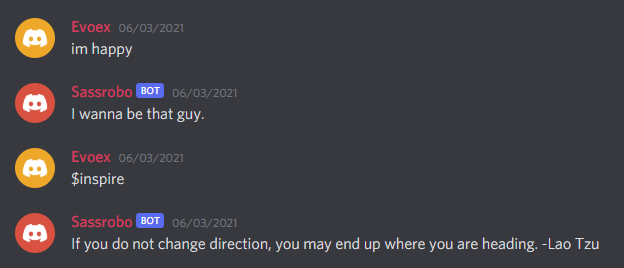 Evoex 06/03/2021
im happy
Sassrobo BOT 06/03/2021
I wanna be that guy.
Evoex 06/03/2021
$inspire
Sassrobo BOT 06/03/2021
If you do not change direction, you may end up where you are heading. -Lao Tzu